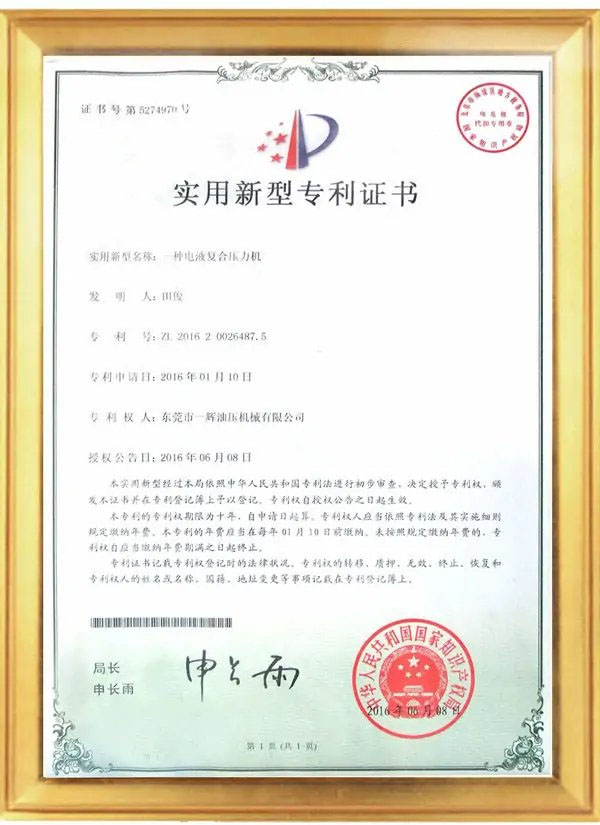 证书号第5274970号
实用新型专利证书
实用新型名称:一种电液复合压力机
发 明 人:田俊
专 利 号:ZL 2016 2 0026487.5
专利申请日:2016年01月10日
专 利 权 人:东莞市一辉油压机械有限公司
授权公告日:2016年06月08日
本实用新型经过本局依照中华人民共和国专利法进行初步审查,决定授予专利权,颁
发本证书并在专利登记簿上予以登记。专利权自授权公告之日起生效。
本专利的专利权期限为十年,自申请日起算。专利权人应当依照专利法及其实施细则
规定缴纳年费。本专利的年费应当在每年01月10日前缴纳。未按照规定缴纳年费的,专
利权自应当缴纳年费期满之日起终止。
专利证书记载专利权登记时的法律状况。专利权的转移、质押、无效、终止、恢复和
专利权人的姓名或名称、国籍、地址变更等事项记载在专利登记簿上。
局长
申长雨
申长雨
中华人民共和国国家知识产权局
2016年06月08日
第1页(共1页)